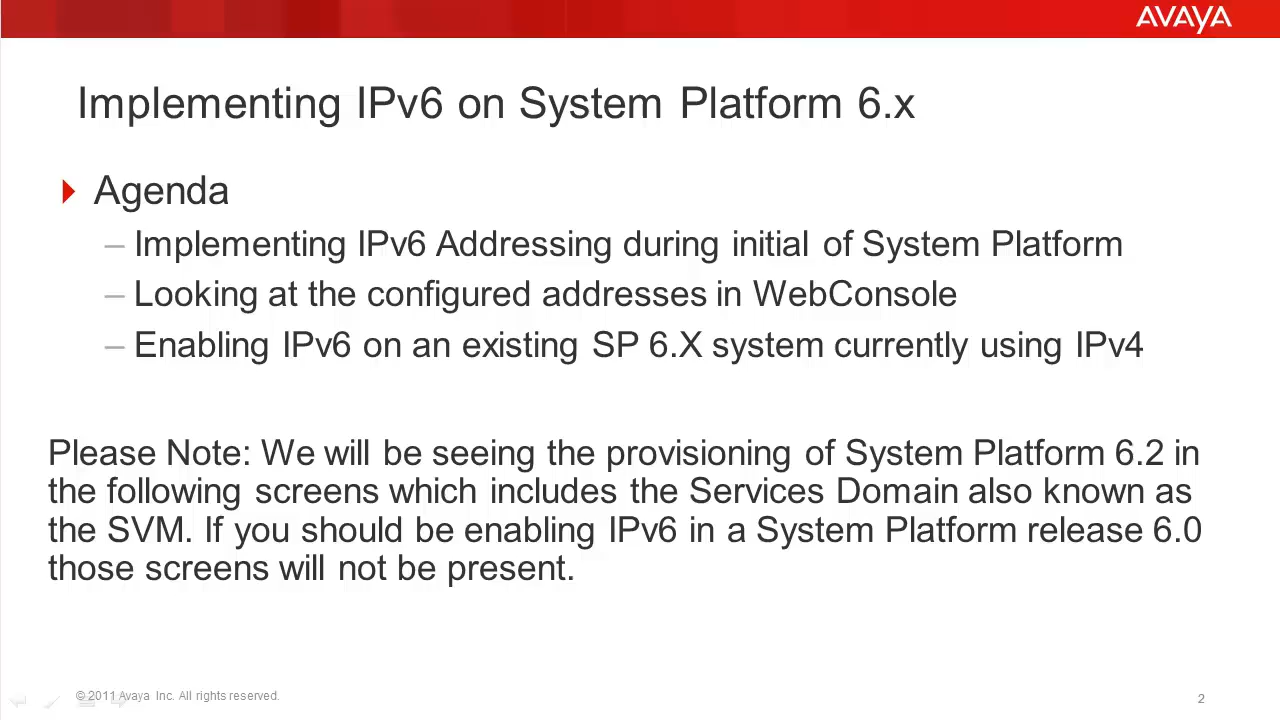 AVAYA
Implementing IPv6 on System Platform 6.x
Agenda
– Implementing IPv6 Addressing during initial of System Platform
– Looking at the configured addresses in WebConsole
– Enabling IPv6 on an existing SP 6.X system currently using IPv4
Please Note: We will be seeing the provisioning of System Platform 6.2 in
the following screens which includes the Services Domain also known as
the SVM. If you should be enabling IPv6 in a System Platform release 6.0
those screens will not be present.
© 2011 Avaya Inc. All rights reserved.
2